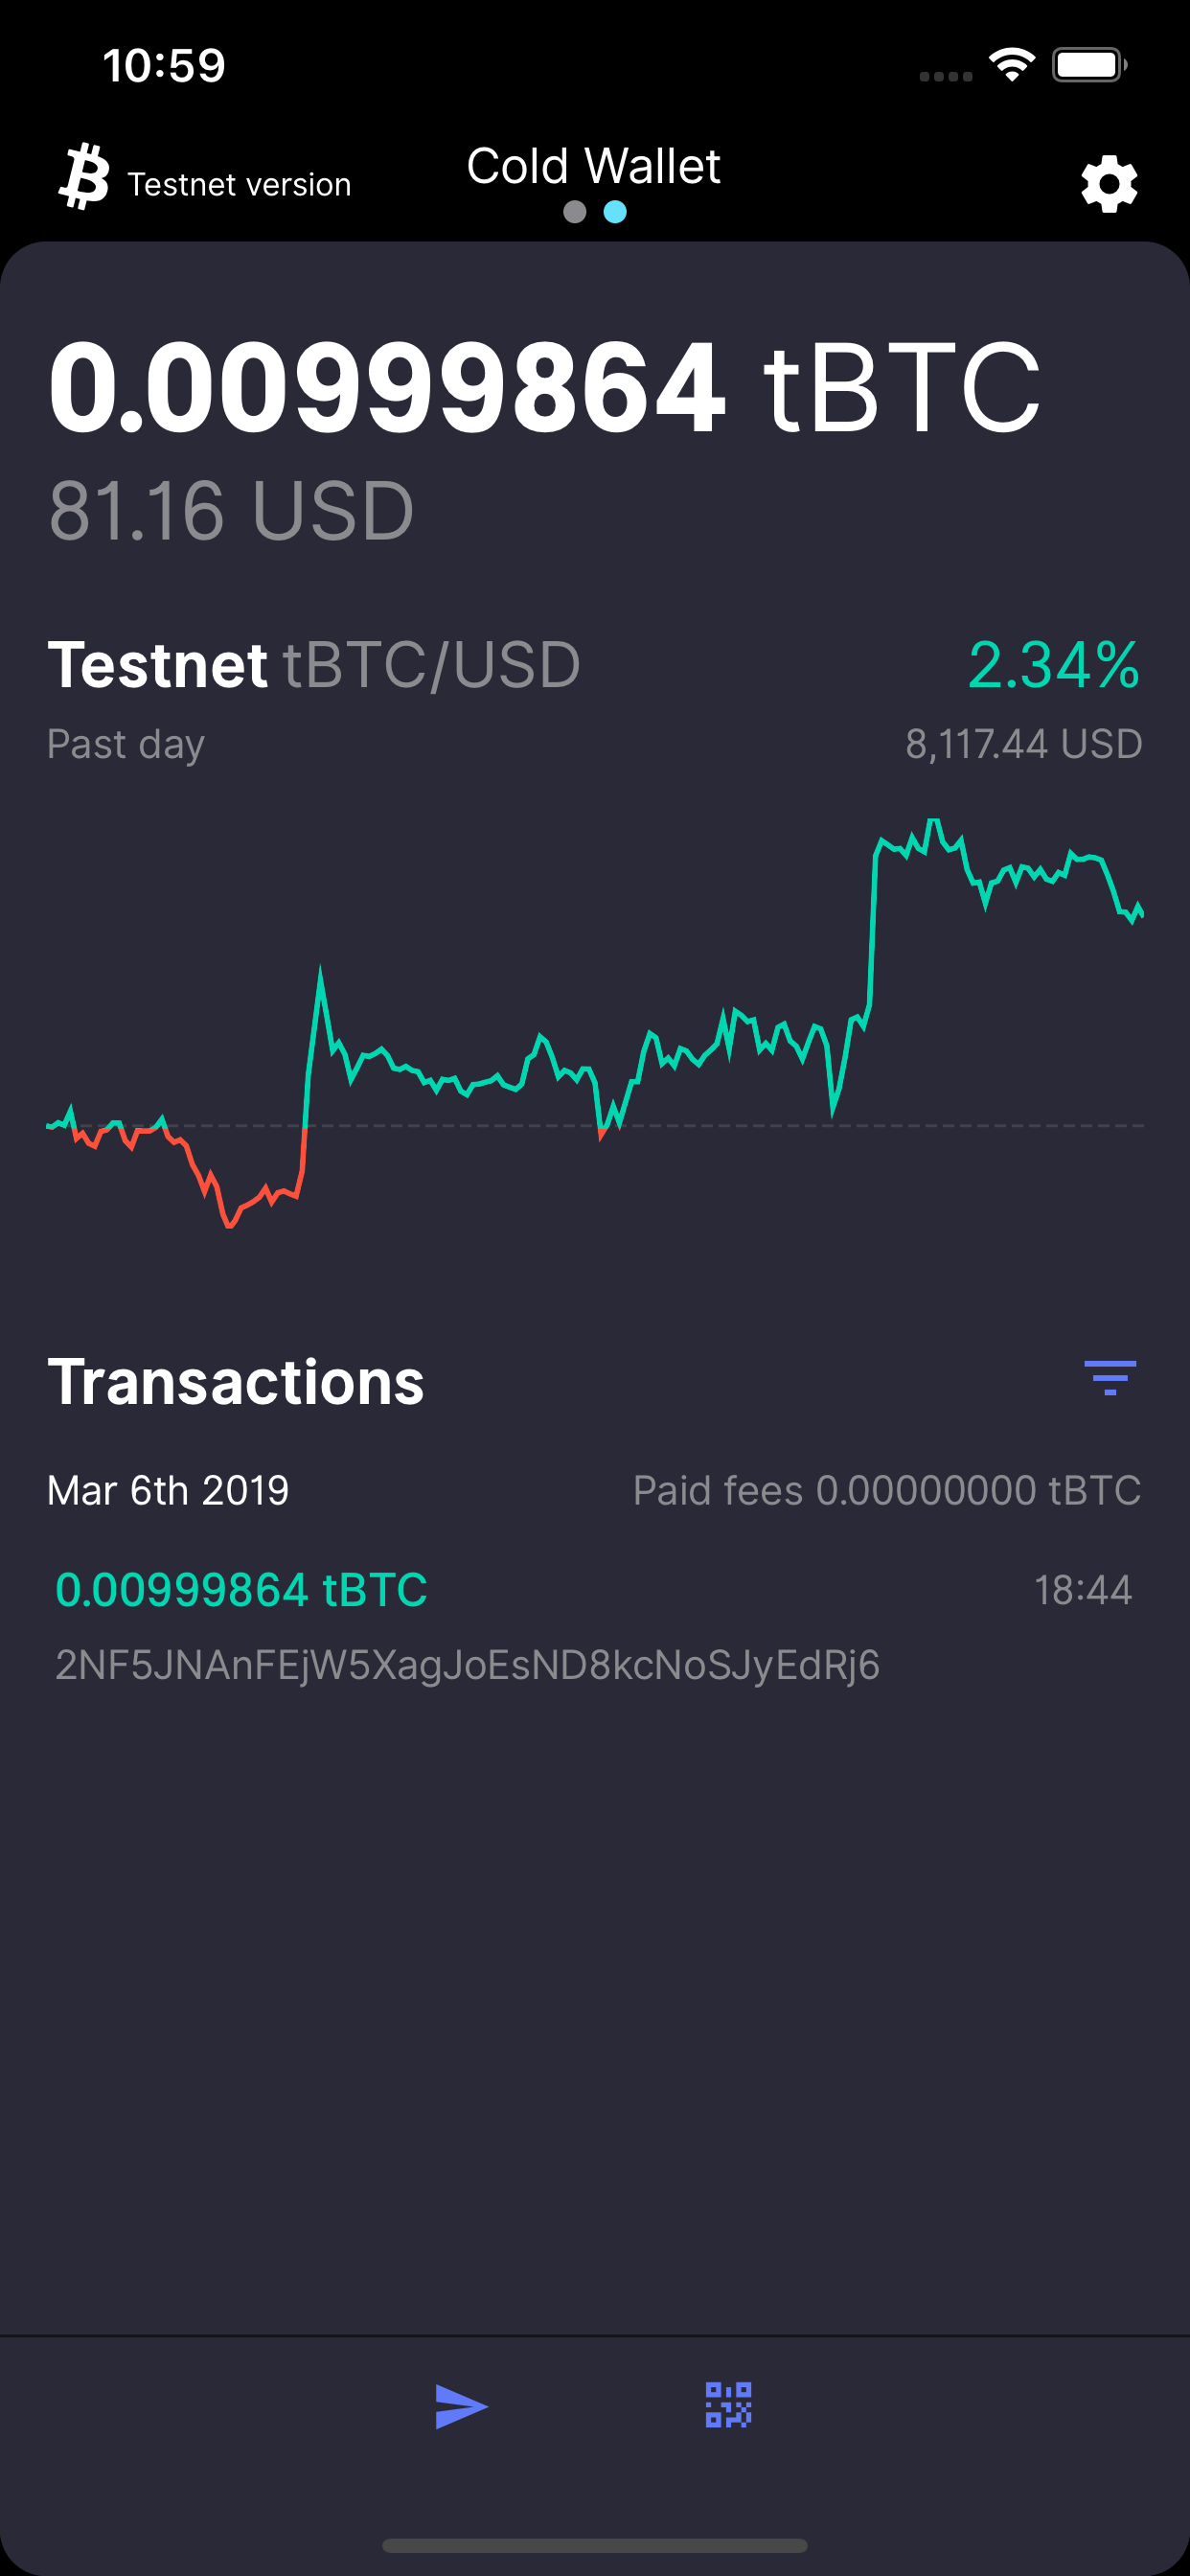 10:59
Testnet version
Cold Wallet
0.00999864 tBTC
81.16 USD
Testnet tBTC/USD 2.34%
Past day 8,117.44 USD
Transactions
Mar 6th 2019 Paid fees 0.00000000 tBTC
0.00999864 tBTC 18:44
2NF5JNAnFEjW5XagJoEsND8kcNoSJyEdRj6